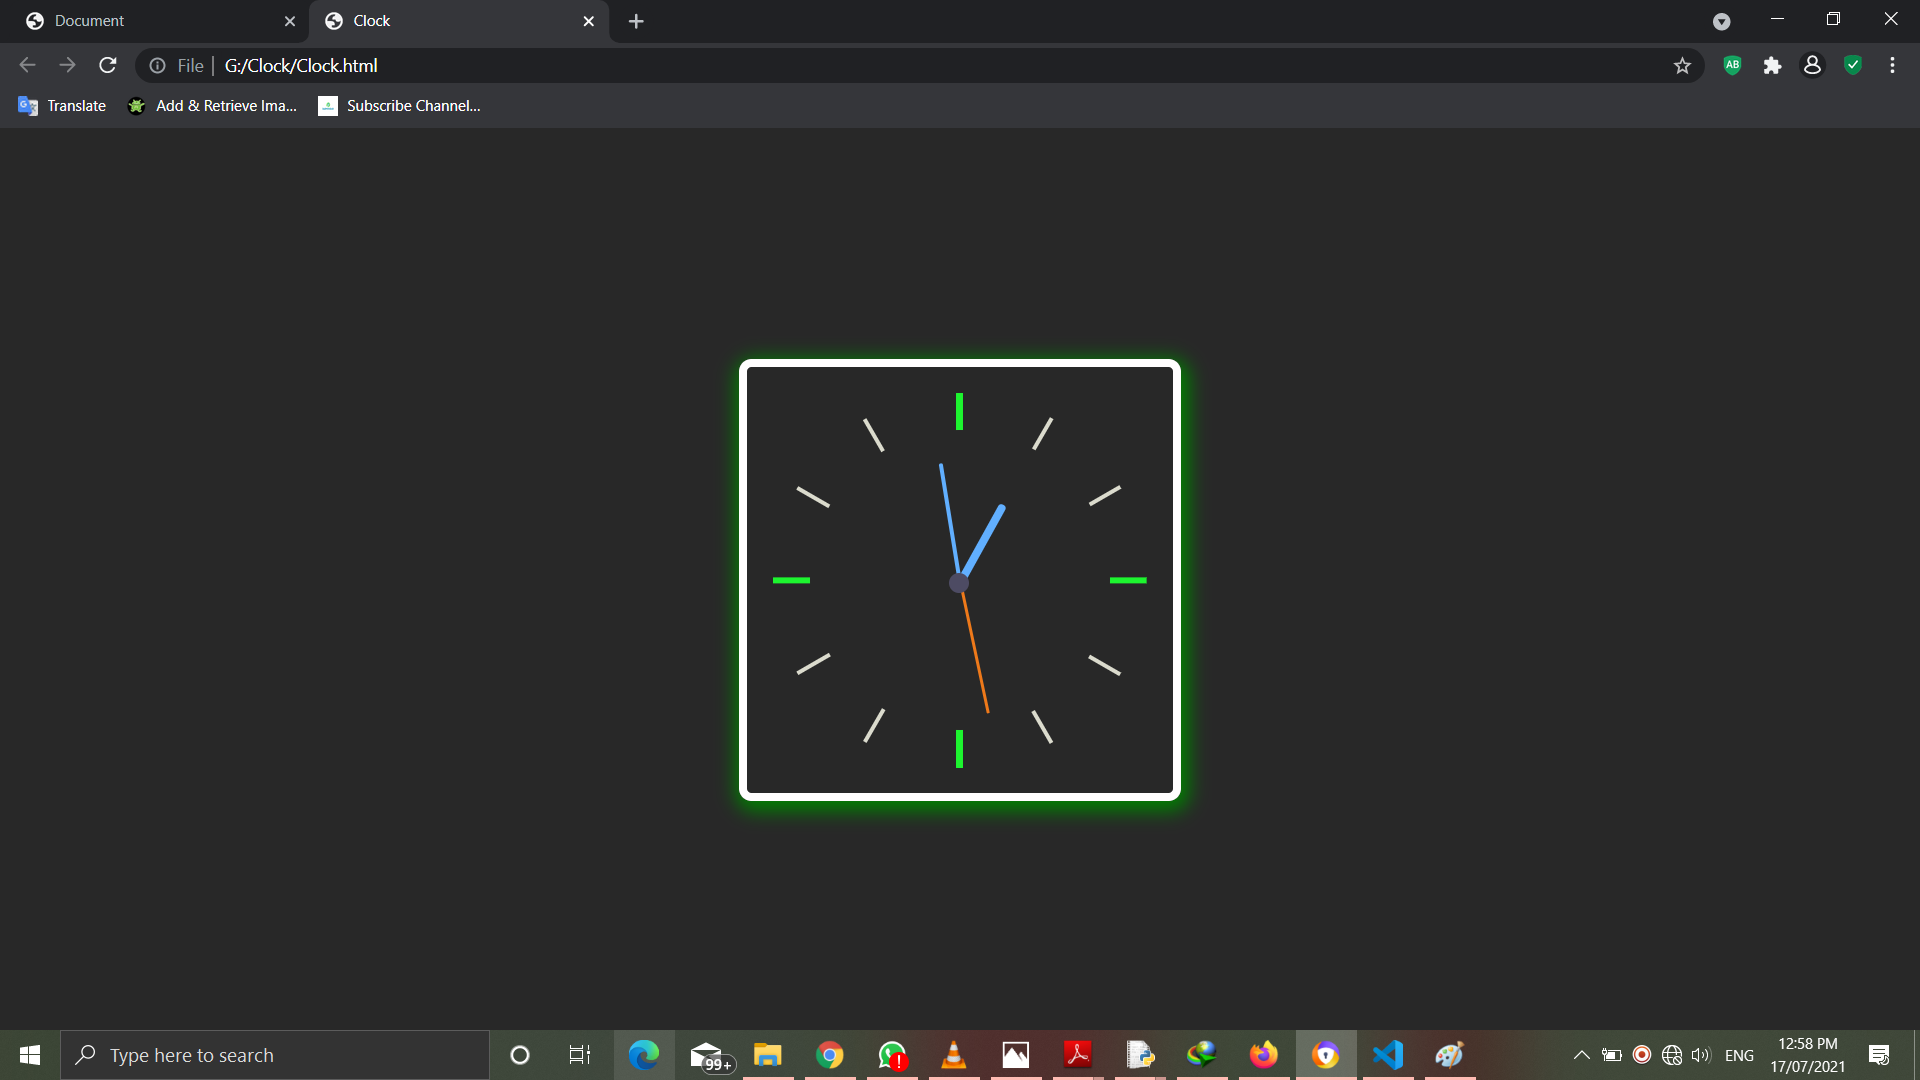 Document
Clock
File
G:/Clock/Clock.html
AB
Translate
Add & Retrieve Ima...
Subscribe Channel...
Type here to search
99+
ENG
12:58 PM
17/07/2021